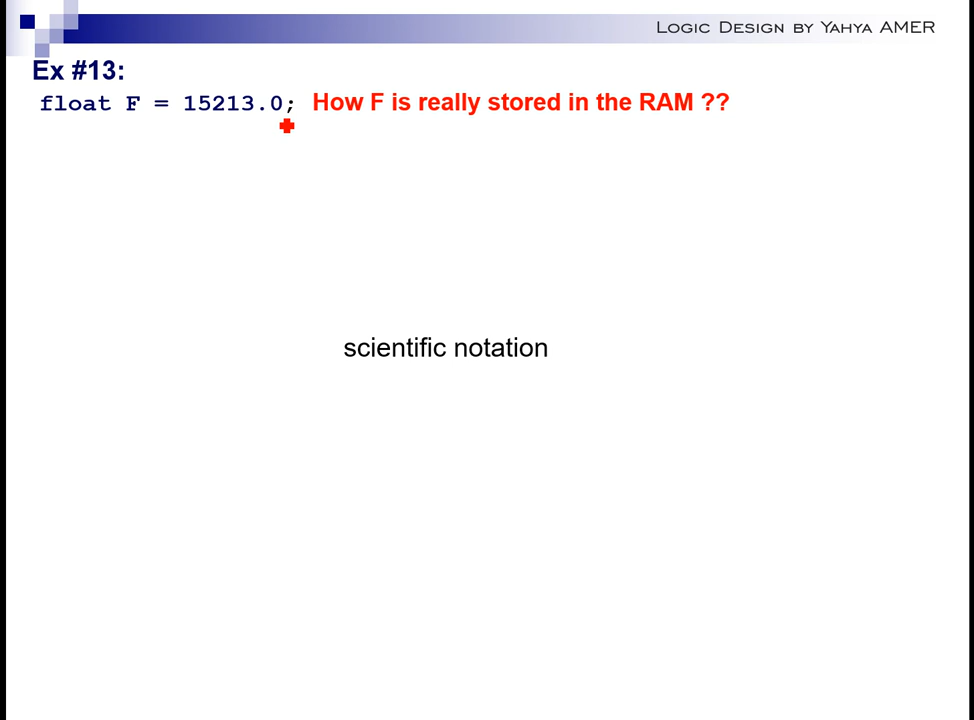 LOGIC DESIGN BY YAHYA AMER
Ex #13:
float F = 15213.0; How F is really stored in the RAM ??
scientific notation